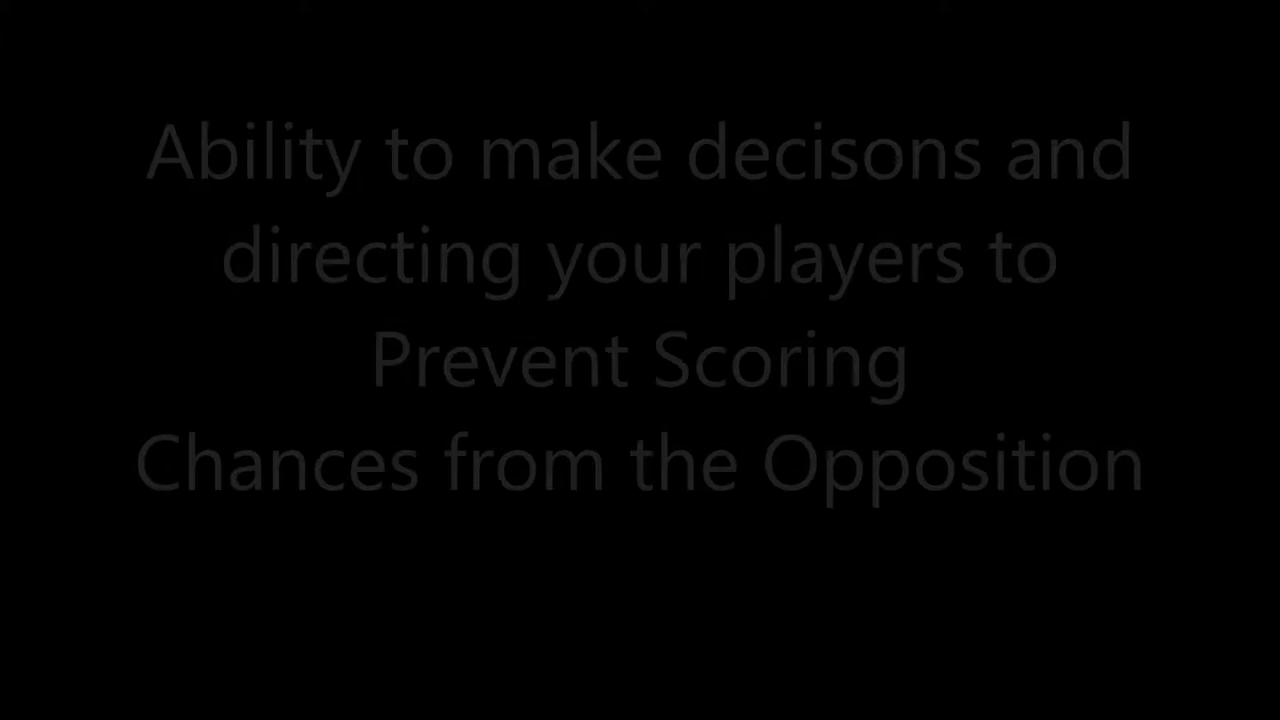 Ability to make decisons and
directing your players to
Prevent Scoring
Chances from the Opposition